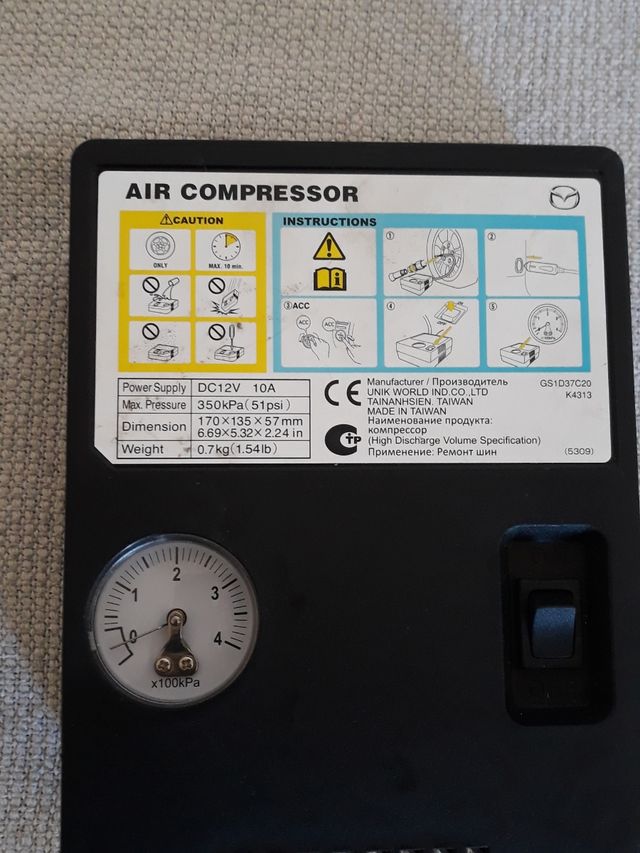 AIR COMPRESSOR
⚠CAUTION
ONLY
MAX. 10 min.
INSTRUCTIONS
①
②
③ACC
ACC
ACC
④
⑤
Power Supply DC12V 10A
Max. Pressure 350kPa(51psi)
Dimension 170×135×57mm
6.69×5.32×2.24 in
Weight 0.7kg(1.54lb)
CE
Manufacturer / Производитель
UNIK WORLD IND.CO.,LTD
TAINANHSIEN. TAIWAN
MADE IN TAIWAN
Наименование продукта:
компрессор
(High Discharge Volume Specification)
Применение: Ремонт шин
GS1D37C20
K4313
(5309)
0 1 2 3 4
x100kPa